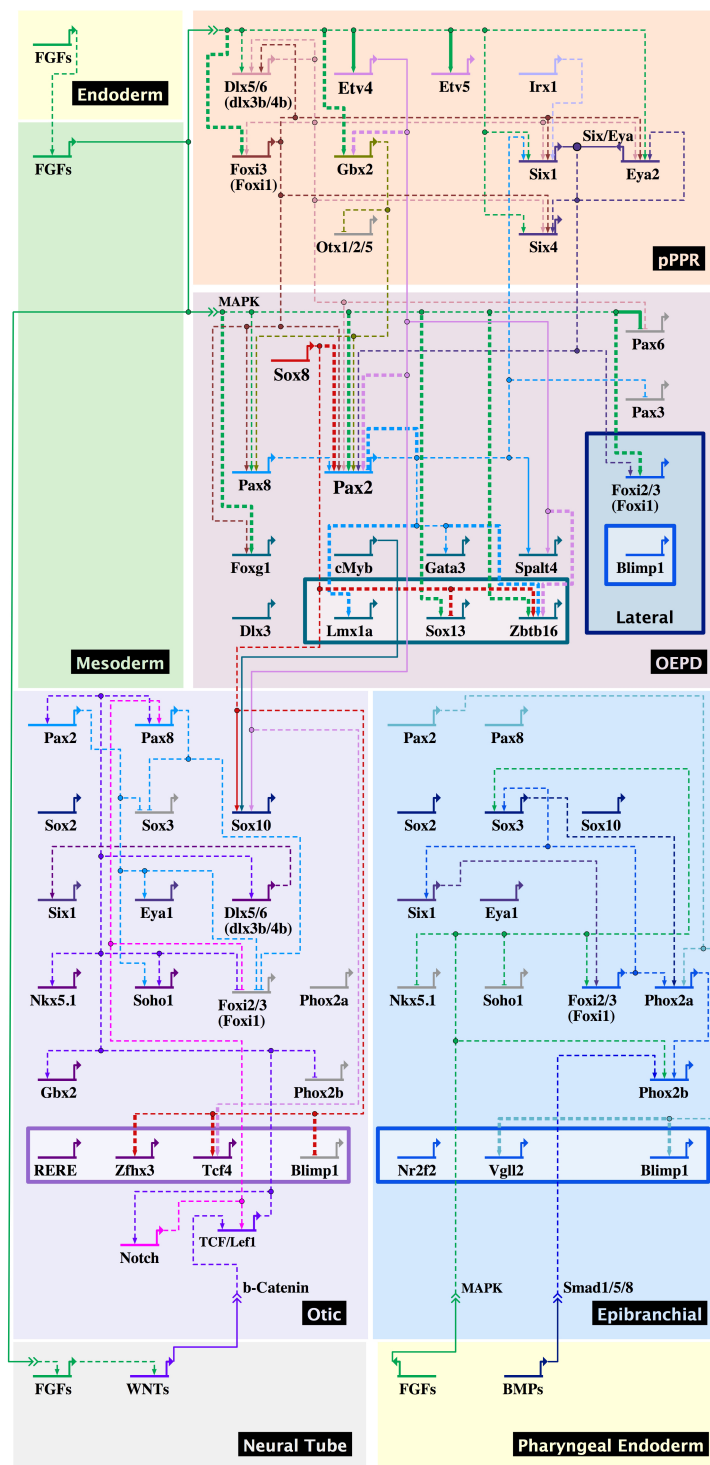 FGFs
Endoderm
FGFs
Mesoderm
Dlx5/6
(dlx3b/4b)
Etv4
Etv5
Irx1
Foxi3
(Foxi1)
Gbx2
Six/Eya
Six1
Eya2
Otx1/2/5
Six4
pPPR
MAPK
Pax6
Sox8
Pax3
Pax8
Pax2
Foxi2/3
(Foxi1)
Foxg1
cMyb
Gata3
Spalt4
Blimp1
Dlx3
Lmx1a
Sox13
Zbtb16
Lateral
OEPD
Pax2
Pax8
Sox2
Sox3
Sox10
Six1
Eya1
Dlx5/6
(dlx3b/4b)
Nkx5.1
Soho1
Foxi2/3
(Foxi1)
Phox2a
Gbx2
Phox2b
RERE
Zfhx3
Tcf4
Blimp1
Notch
TCF/Lef1
b-Catenin
Otic
Pax2
Pax8
Sox2
Sox3
Sox10
Six1
Eya1
Nkx5.1
Soho1
Foxi2/3
(Foxi1)
Phox2a
Phox2b
Nr2f2
Vgll2
Blimp1
MAPK
Smad1/5/8
Epibranchial
FGFs
WNTs
Neural Tube
FGFs
BMPs
Pharyngeal Endoderm